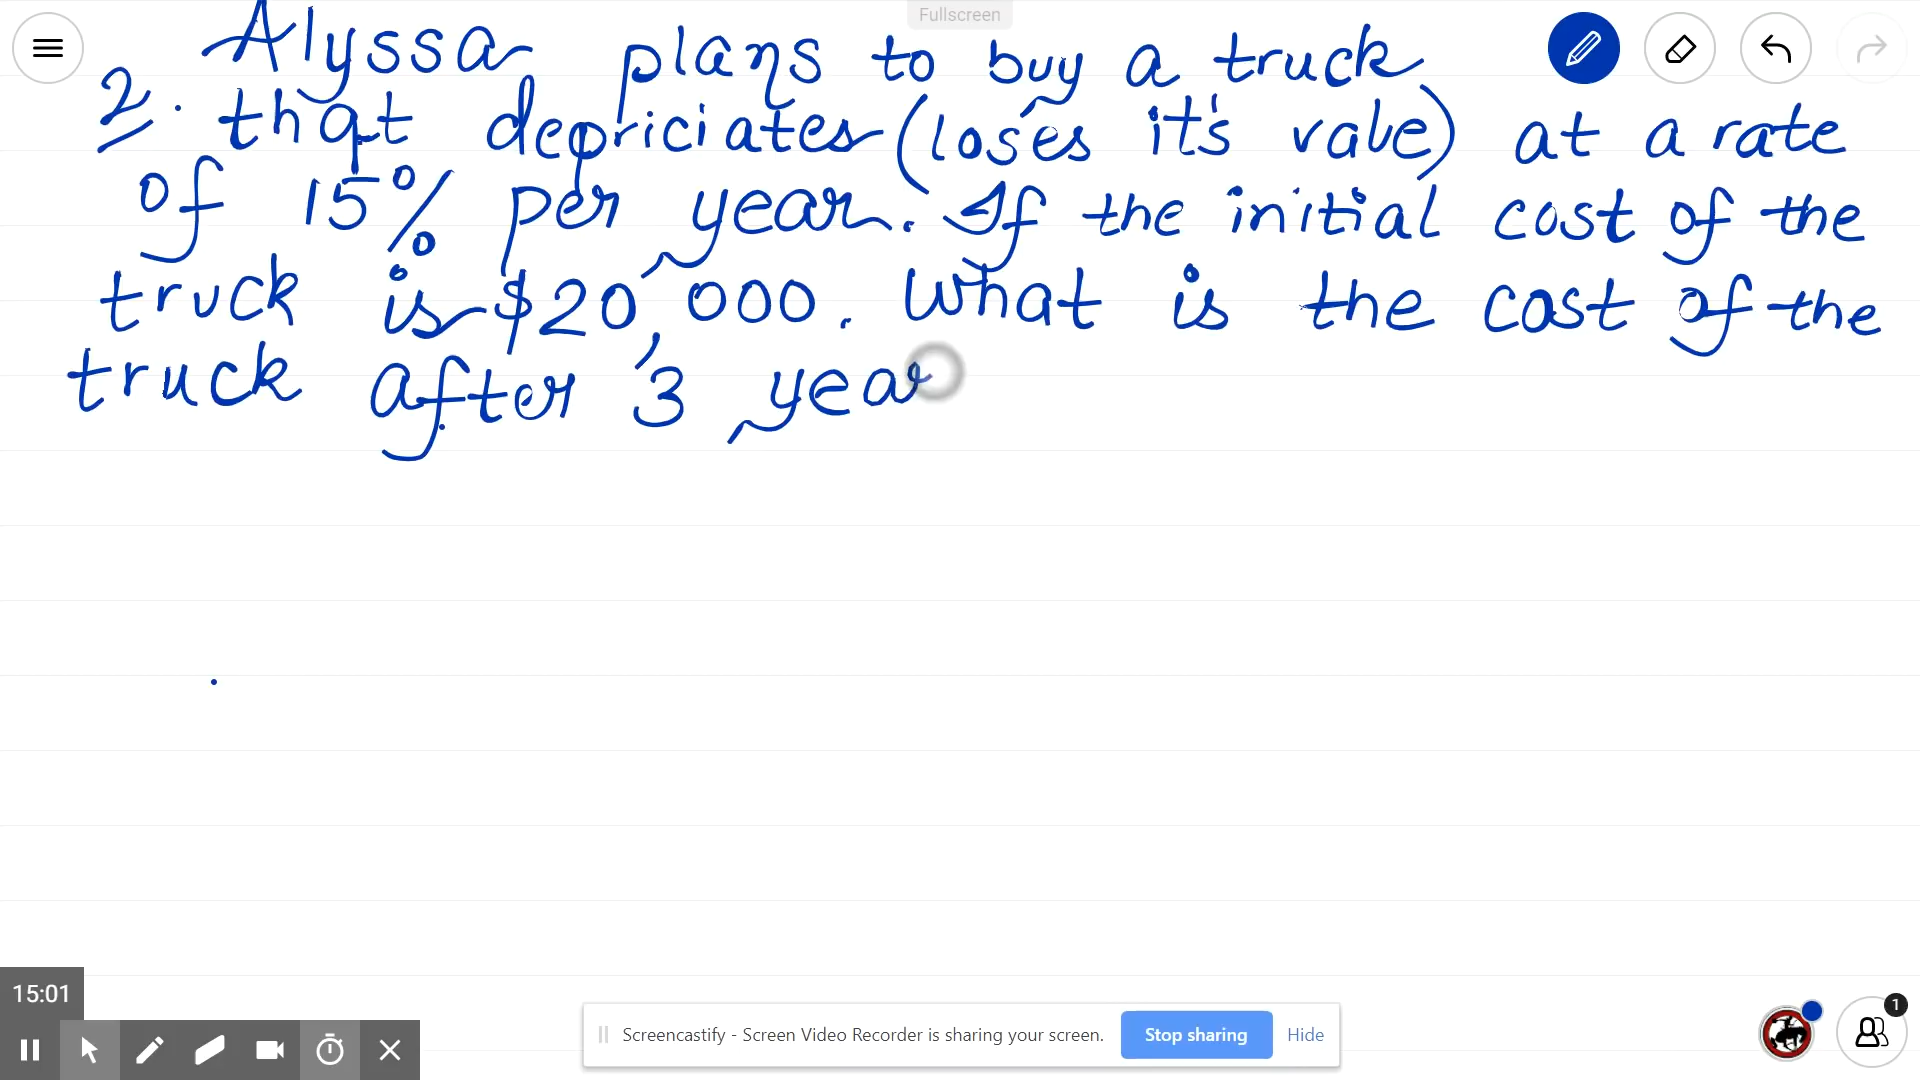 Fullscreen
Alyssa plans to buy a truck
2. that depriciates (loses it's value) at a rate
of 15% per year. If the initial cost of the
truck is $20,000. What is the cost of the
truck after 3 year
15:01
Screencastify - Screen Video Recorder is sharing your screen.
Stop sharing
Hide
1